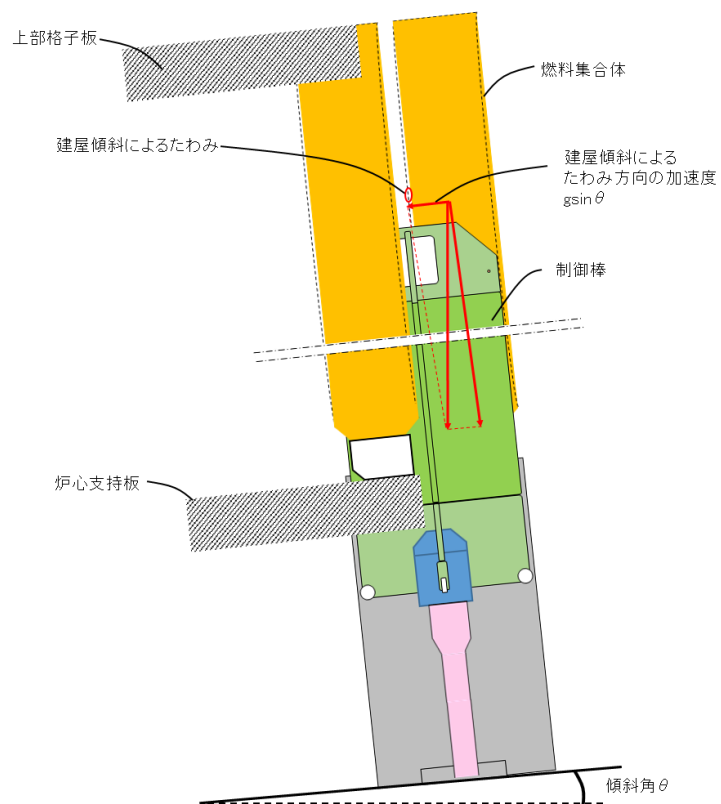 上部格子板
燃料集合体
建屋傾斜によるたわみ
建屋傾斜による
たわみ方向の加速度
gsinθ
制御棒
炉心支持板
傾斜角θ